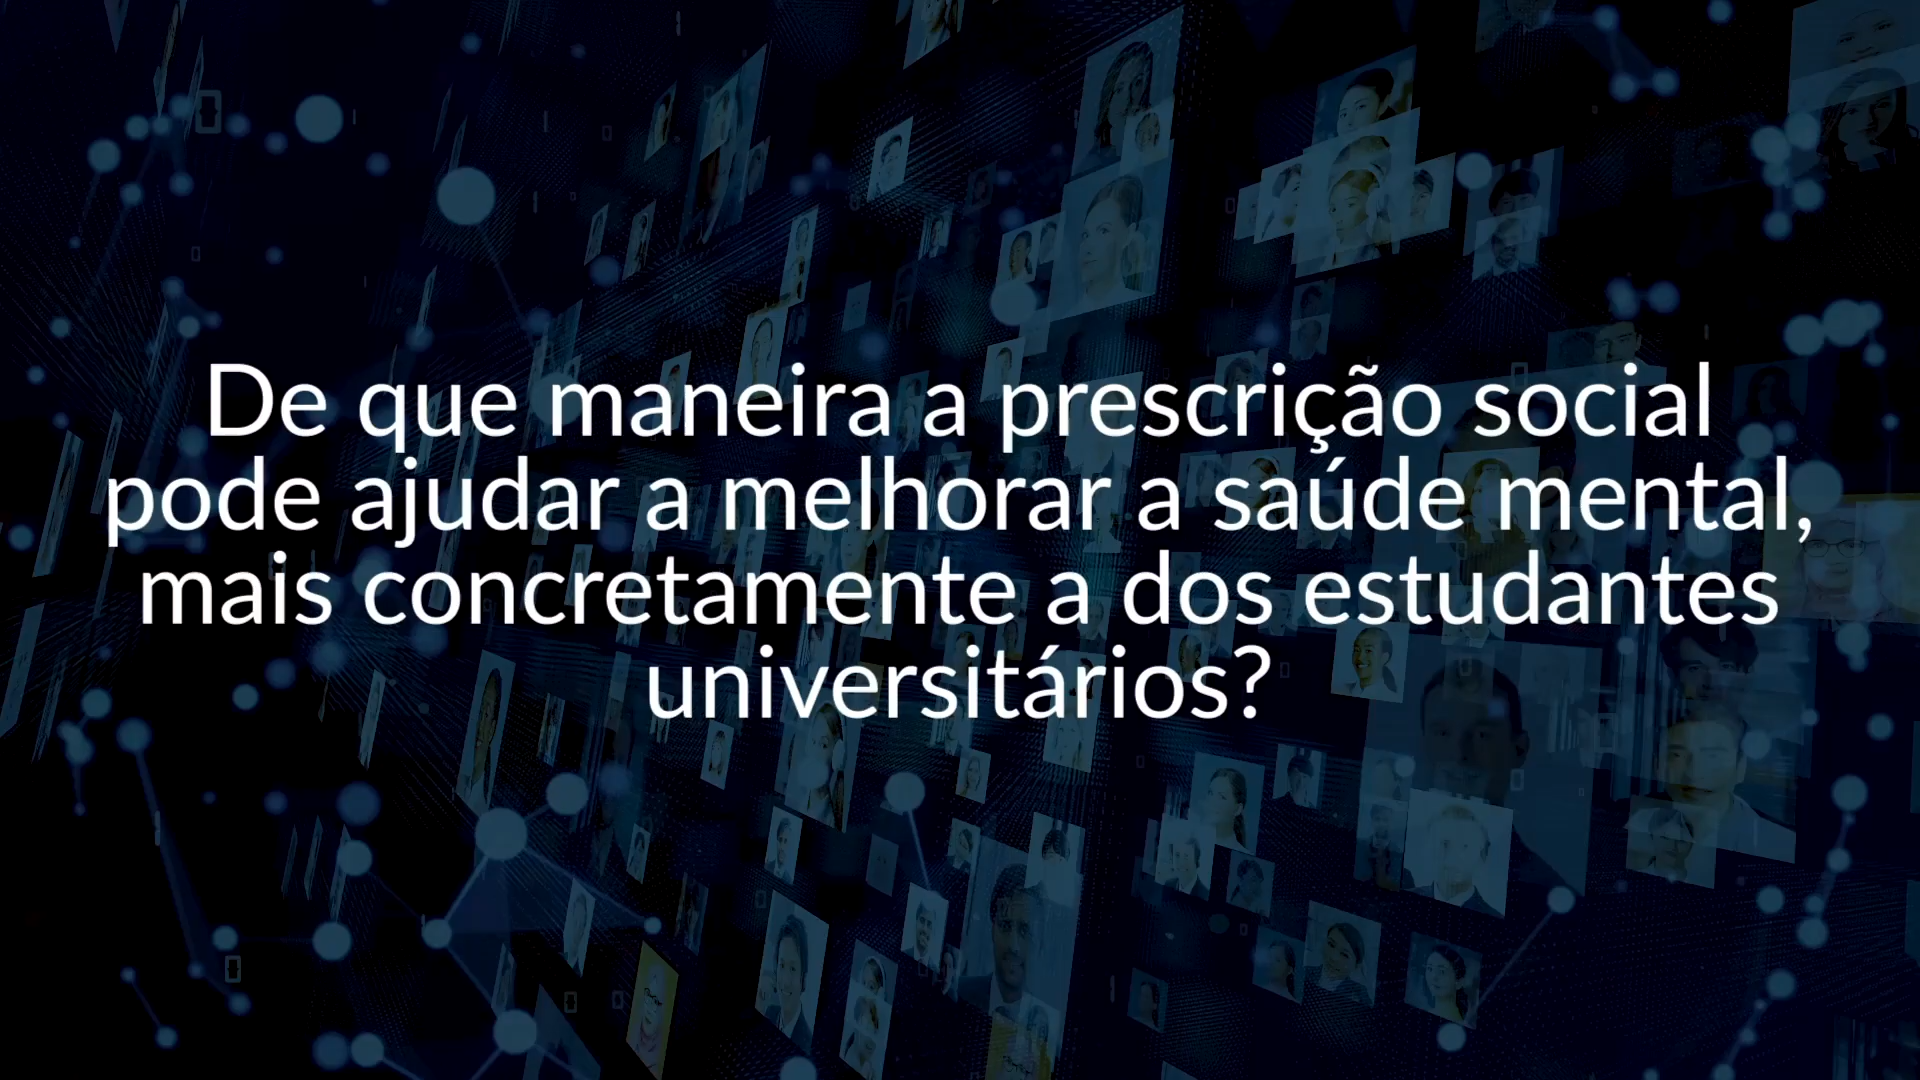 De que maneira a prescrição social
pode ajudar a melhorar a saúde mental,
mais concretamente a dos estudantes
universitários?